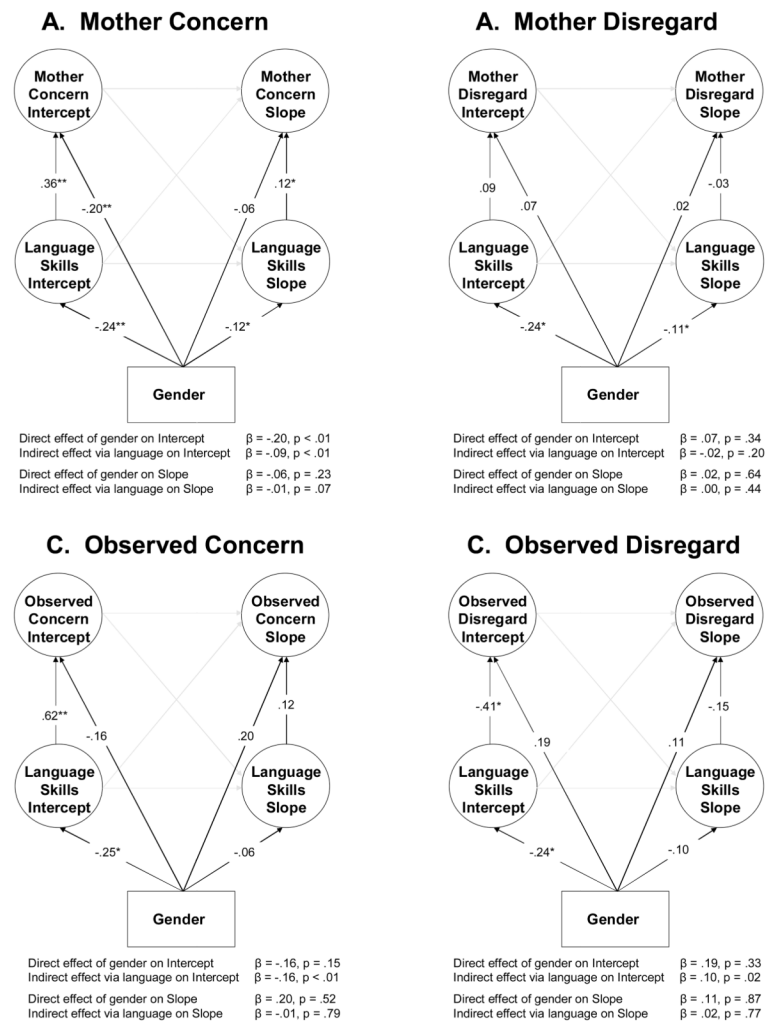 A. Mother Concern
Mother
Concern
Intercept
Mother
Concern
Slope
.36**
-.20**
-.06
.12*
Language
Skills
Intercept
Language
Skills
Slope
-.24**
-.12*
Gender
Direct effect of gender on Intercept β = -.20, p < .01
Indirect effect via language on Intercept β = -.09, p < .01
Direct effect of gender on Slope β = -.06, p = .23
Indirect effect via language on Slope β = -.01, p = .07
A. Mother Disregard
Mother
Disregard
Intercept
Mother
Disregard
Slope
.09
.07
.02
-.03
Language
Skills
Intercept
Language
Skills
Slope
-.24*
-.11*
Gender
Direct effect of gender on Intercept β = .07, p = .34
Indirect effect via language on Intercept β = -.02, p = .20
Direct effect of gender on Slope β = .02, p = .64
Indirect effect via language on Slope β = .00, p = .44
C. Observed Concern
Observed
Concern
Intercept
Observed
Concern
Slope
.62**
-.16
.20
.12
Language
Skills
Intercept
Language
Skills
Slope
-.25*
-.06
Gender
Direct effect of gender on Intercept β = -.16, p = .15
Indirect effect via language on Intercept β = -.16, p < .01
Direct effect of gender on Slope β = .20, p = .52
Indirect effect via language on Slope β = -.01, p = .79
C. Observed Disregard
Observed
Disregard
Intercept
Observed
Disregard
Slope
-.41*
.19
.11
-.15
Language
Skills
Intercept
Language
Skills
Slope
-.24*
-.10
Gender
Direct effect of gender on Intercept β = .19, p = .33
Indirect effect via language on Intercept β = .10, p = .02
Direct effect of gender on Slope β = .11, p = .87
Indirect effect via language on Slope β = .02, p = .77